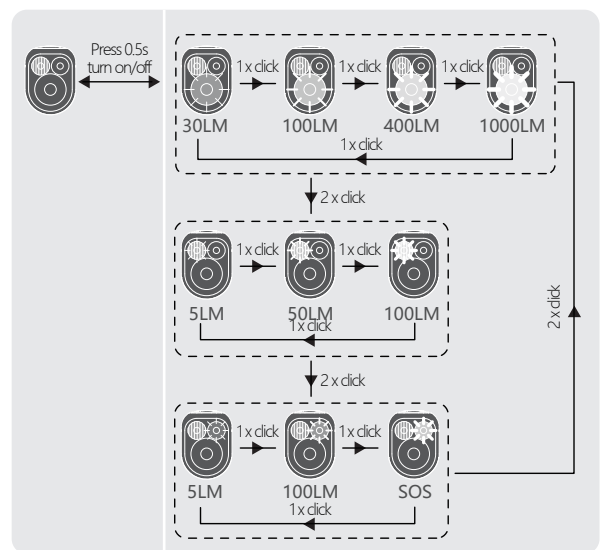 Press 0.5s
turn on/off
1 x click 1 x click 1 x click
30LM 100LM 400LM 1000LM
1 x click
2 x click
1 x click 1 x click
5LM 50LM 100LM
1 x click
2 x click
2 x click
1 x click 1 x click
5LM 100LM SOS
1 x click